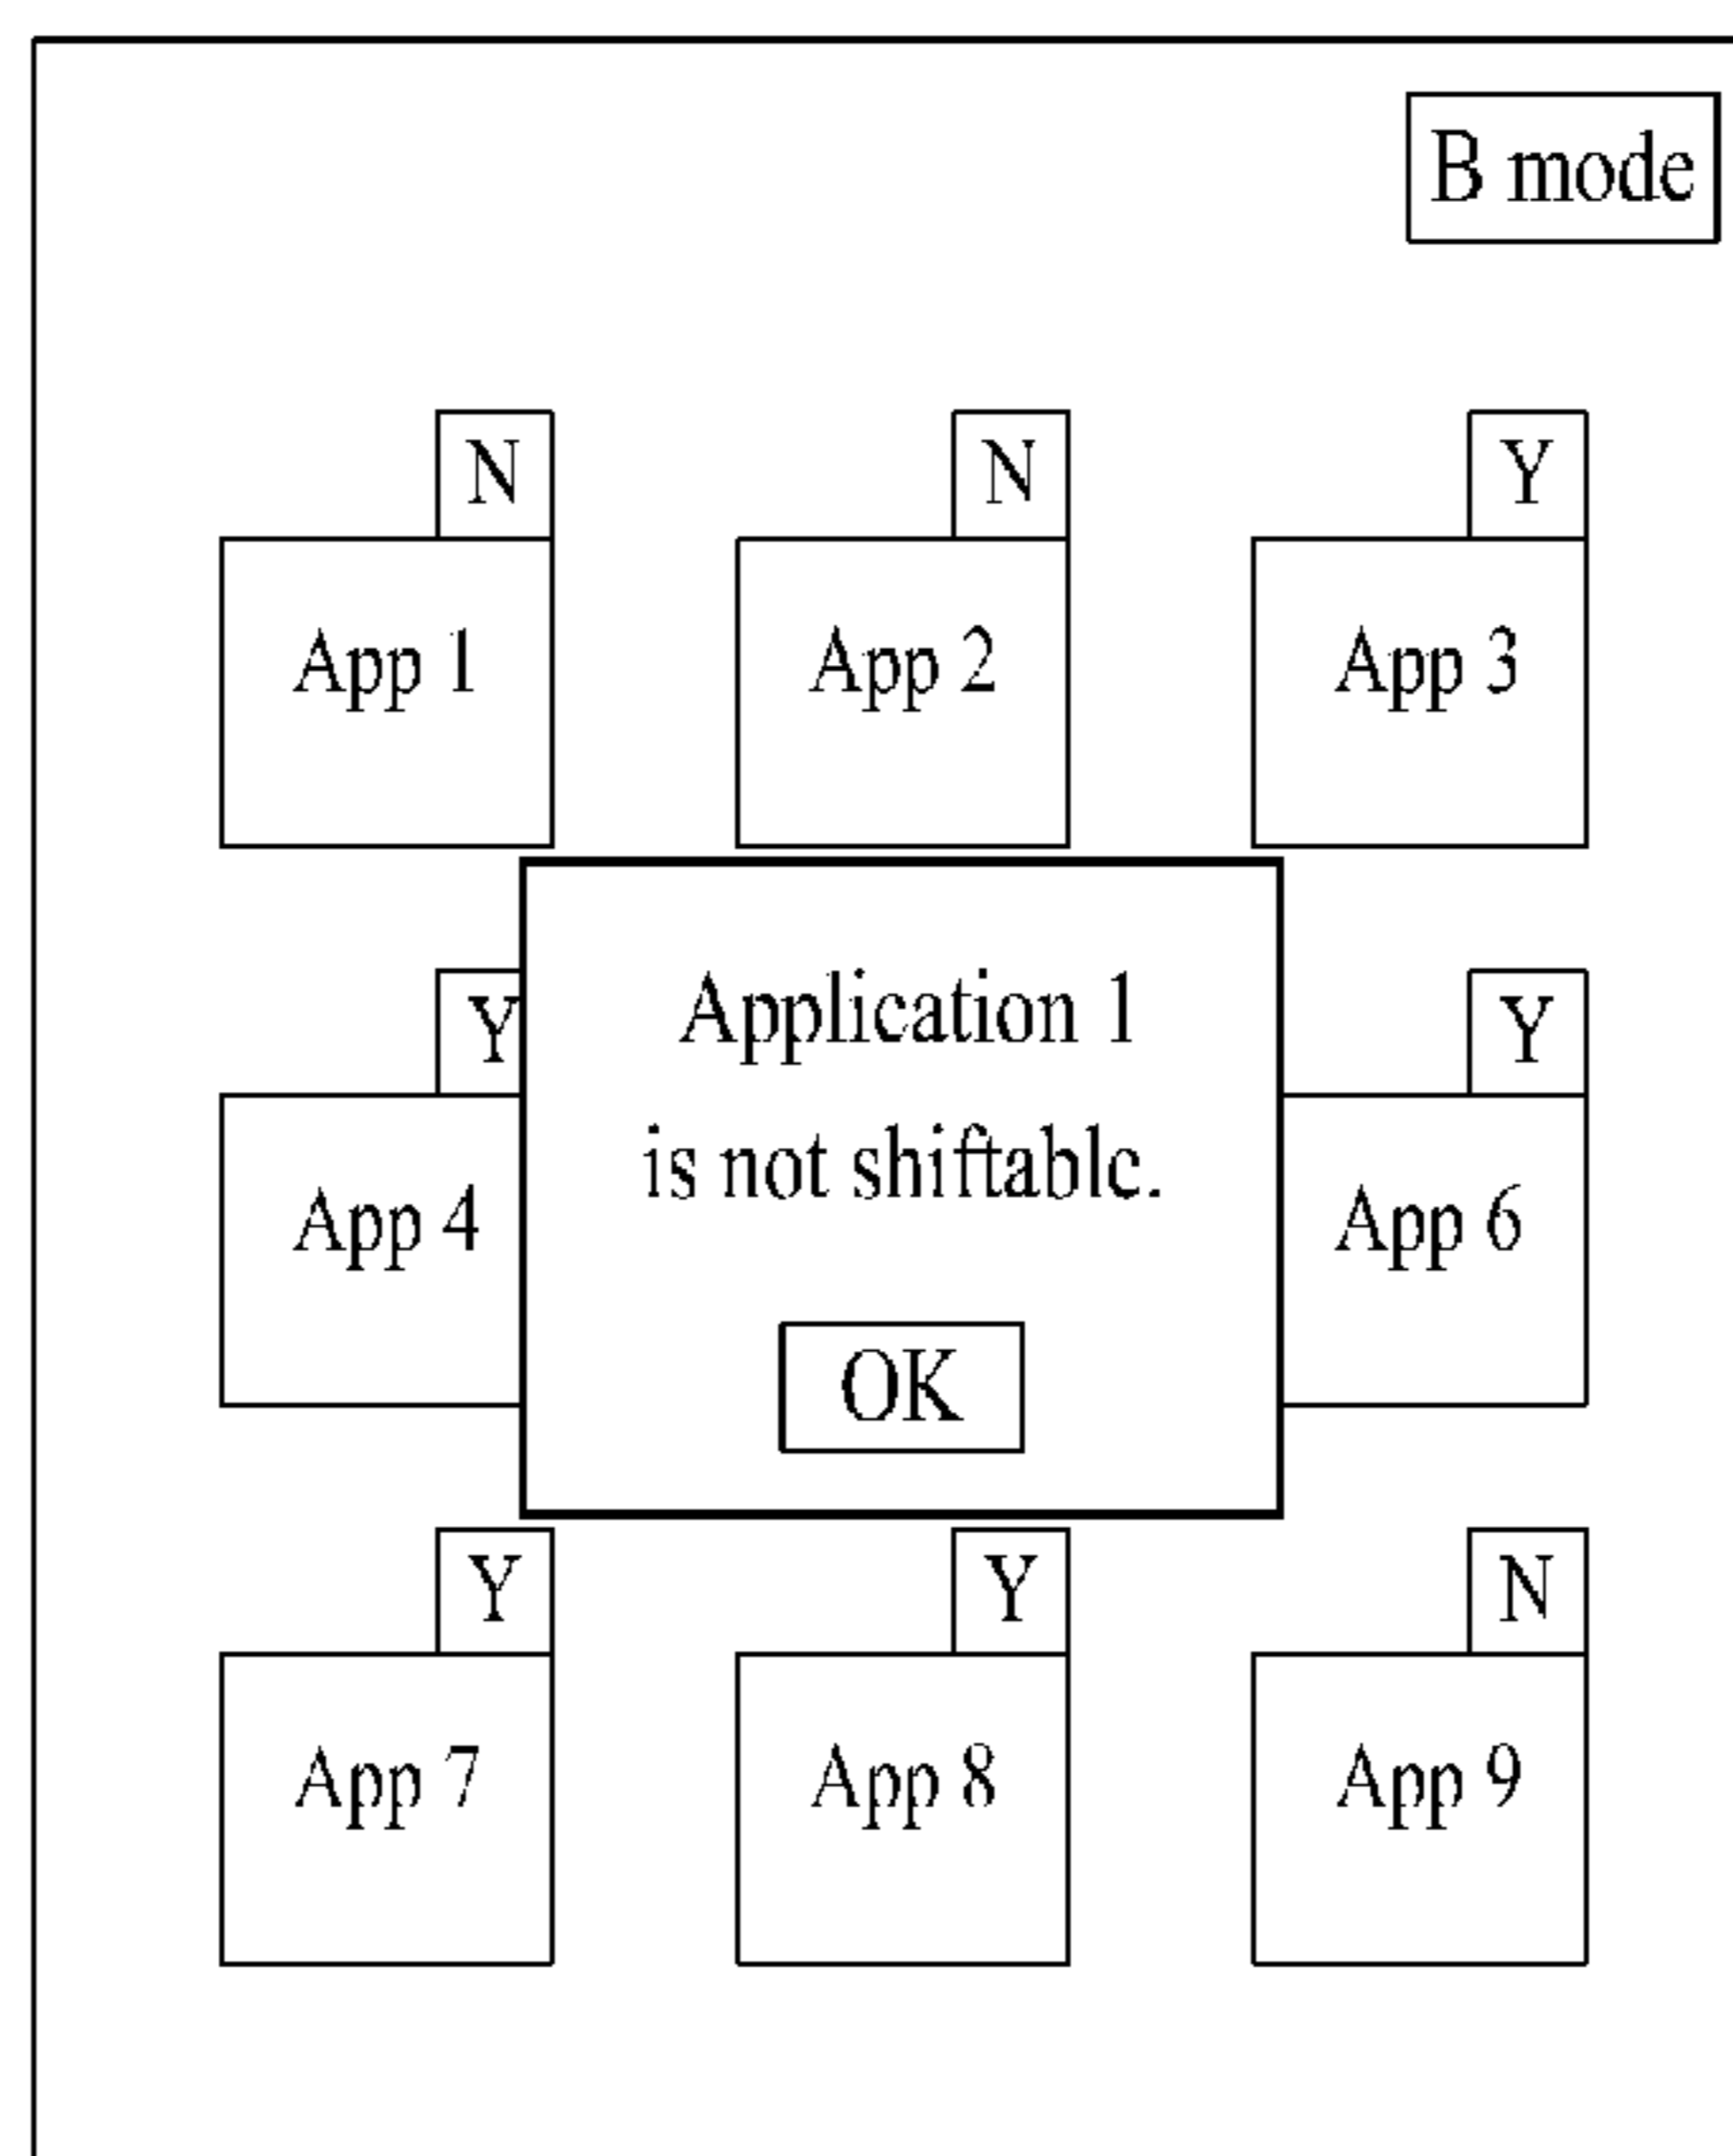 B mode
N N Y
App 1 App 2 App 3
Application 1
is not shiftable.
Y Y
App 4 App 6
OK
Y Y N
App 7 App 8 App 9